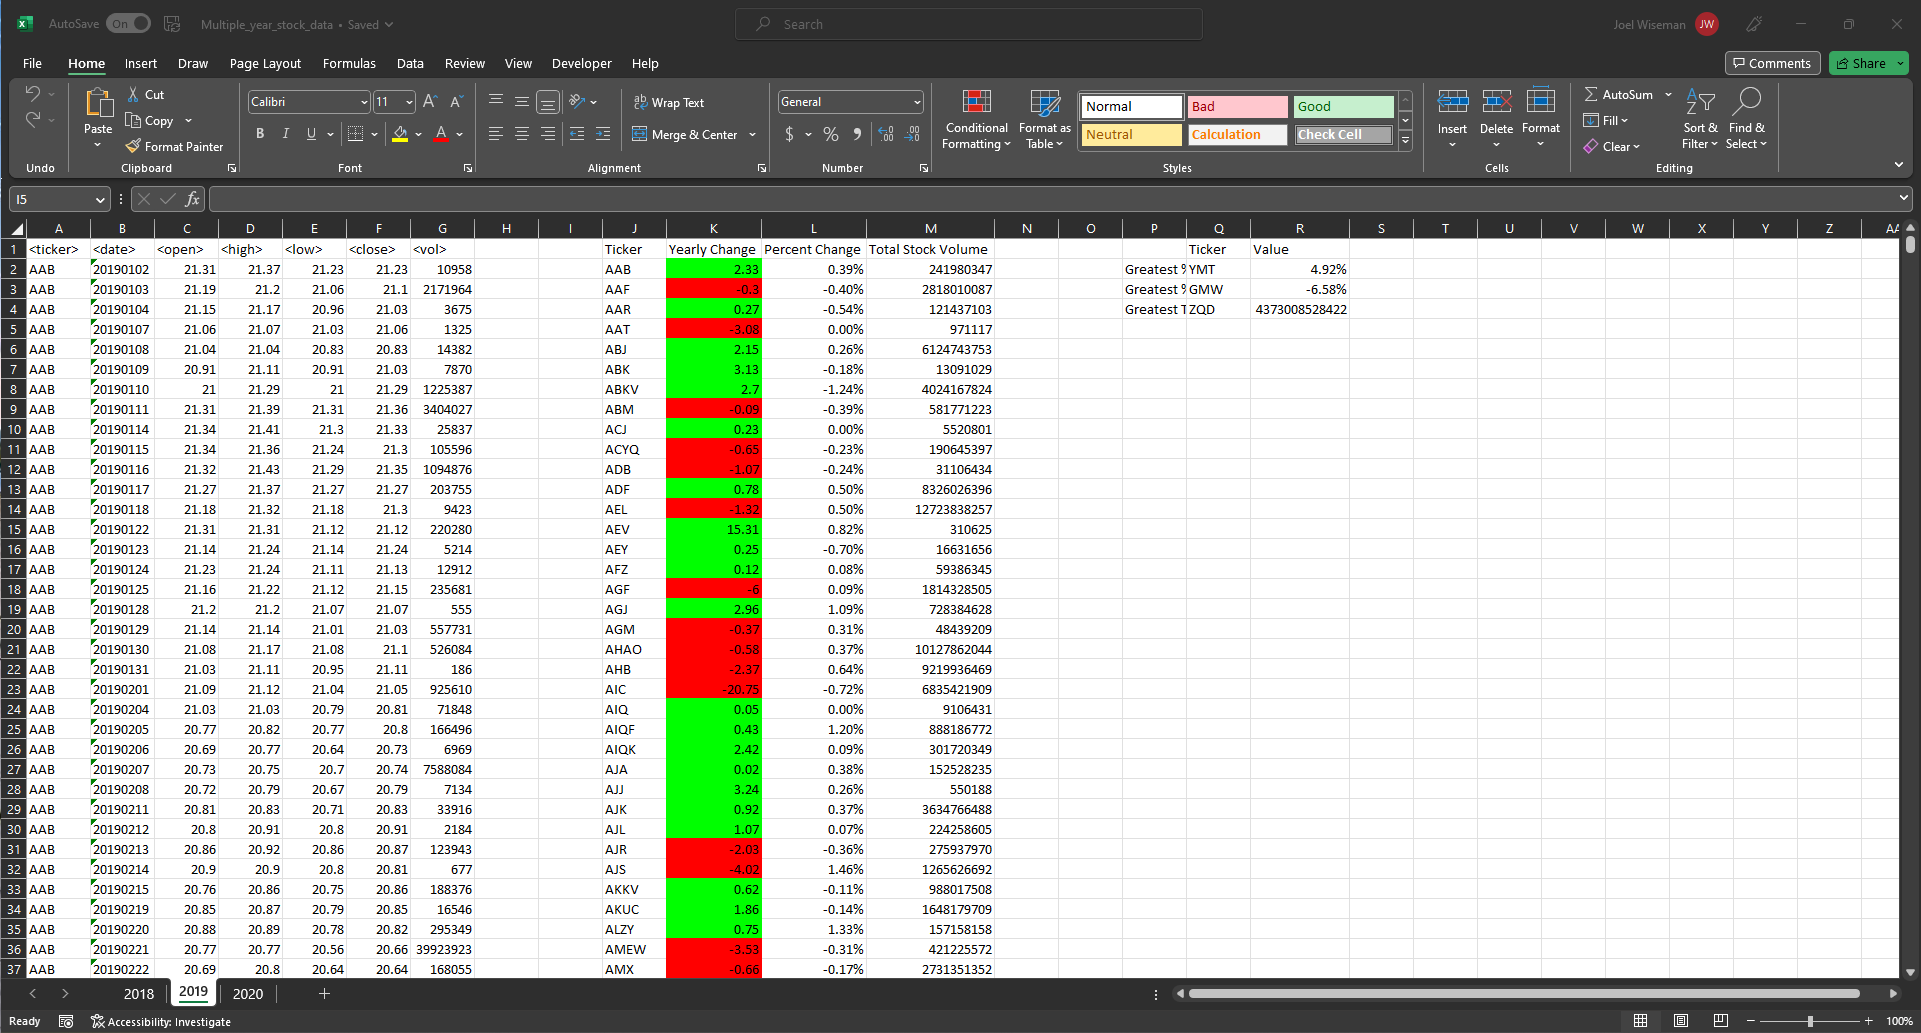 AutoSave On Multiple_year_stock_data • Saved Search Joel Wiseman JW
File Home Insert Draw Page Layout Formulas Data Review View Developer Help Comments Share
Cut Calibri 11 Wrap Text General Normal Bad Good AutoSum
Paste Copy Conditional Formatting Format as Table Insert Delete Format Fill Sort & Filter Find & Select
Format Painter B I U Merge & Center $ % Neutral Calculation Check Cell Clear
Undo Clipboard Font Alignment Number Styles Cells Editing
I5 fx
A B C D E F G H I J K L M N O P Q R S T U V W X Y Z AA
1 <ticker> <date> <open> <high> <low> <close> <vol> Ticker Yearly Change Percent Change Total Stock Volume Ticker Value
2 AAB 20190102 21.31 21.37 21.23 21.23 10958 AAB 2.33 0.39% 241980347 Greatest % YMT 4.92%
3 AAB 20190103 21.19 21.2 21.06 21.1 2171964 AAF -0.3 -0.40% 2818010087 Greatest % GMW -6.58%
4 AAB 20190104 21.15 21.17 20.96 21.03 3675 AAR 0.27 -0.54% 121437103 Greatest T ZQD 4373008528422
5 AAB 20190107 21.06 21.07 21.03 21.06 1325 AAT -3.08 0.00% 971117
6 AAB 20190108 21.04 21.04 20.83 20.83 14382 ABJ 2.15 0.26% 6124743753
7 AAB 20190109 20.91 21.11 20.91 21.03 7870 ABK 3.13 -0.18% 13091029
8 AAB 20190110 21 21.29 21 21.29 1225387 ABKV 2.7 -1.24% 4024167824
9 AAB 20190111 21.31 21.39 21.31 21.36 3404027 ABM -0.09 -0.39% 581771223
10 AAB 20190114 21.34 21.41 21.3 21.33 25837 ACJ 0.23 0.00% 5520801
11 AAB 20190115 21.34 21.36 21.24 21.3 105596 ACYQ -0.65 -0.23% 190645397
12 AAB 20190116 21.32 21.43 21.29 21.35 1094876 ADB -1.07 -0.24% 31106434
13 AAB 20190117 21.27 21.37 21.27 21.27 203755 ADF 0.78 0.50% 8326026396
14 AAB 20190118 21.18 21.32 21.18 21.3 9423 AEL -1.32 0.50% 12723838257
15 AAB 20190122 21.31 21.31 21.12 21.12 220280 AEV 15.31 0.82% 310625
16 AAB 20190123 21.14 21.24 21.14 21.24 5214 AEY 0.25 -0.70% 16631656
17 AAB 20190124 21.23 21.24 21.11 21.13 12912 AFZ 0.12 0.08% 59386345
18 AAB 20190125 21.16 21.22 21.12 21.15 235681 AGF -6 0.09% 1814328505
19 AAB 20190128 21.2 21.2 21.07 21.07 555 AGJ 2.96 1.09% 728384628
20 AAB 20190129 21.14 21.14 21.01 21.03 557731 AGM -0.37 0.31% 48439209
21 AAB 20190130 21.08 21.17 21.08 21.1 526084 AHAO -0.58 0.37% 10127862044
22 AAB 20190131 21.03 21.11 20.95 21.11 186 AHB -2.37 0.64% 9219936469
23 AAB 20190201 21.09 21.12 21.04 21.05 925610 AIC -20.75 -0.72% 6835421909
24 AAB 20190204 21.03 21.03 20.79 20.81 71848 AIQ 0.05 0.00% 9106431
25 AAB 20190205 20.77 20.82 20.77 20.8 166496 AIQF 0.43 1.20% 888186772
26 AAB 20190206 20.69 20.77 20.64 20.73 6969 AIQK 2.42 0.09% 301720349
27 AAB 20190207 20.73 20.75 20.7 20.74 7588084 AJA 0.02 0.38% 152528235
28 AAB 20190208 20.72 20.79 20.67 20.79 7134 AJJ 3.24 0.26% 550188
29 AAB 20190211 20.81 20.83 20.71 20.83 33916 AJK 0.92 0.37% 3634766488
30 AAB 20190212 20.8 20.91 20.8 20.91 2184 AJL 1.07 0.07% 224258605
31 AAB 20190213 20.86 20.92 20.86 20.87 123943 AJR -2.03 -0.36% 275937970
32 AAB 20190214 20.9 20.9 20.8 20.81 677 AJS -4.02 1.46% 1265626692
33 AAB 20190215 20.76 20.86 20.75 20.86 188376 AKKV 0.62 -0.11% 988017508
34 AAB 20190219 20.85 20.87 20.79 20.85 16546 AKUC 1.86 -0.14% 1648179709
35 AAB 20190220 20.88 20.89 20.78 20.82 295349 ALZY 0.75 1.33% 157158158
36 AAB 20190221 20.77 20.77 20.56 20.66 39923923 AMEW -3.53 -0.31% 421225572
37 AAB 20190222 20.69 20.8 20.64 20.64 168055 AMX -0.66 -0.17% 2731351352
2018 2019 2020
Ready Accessibility: Investigate 100%